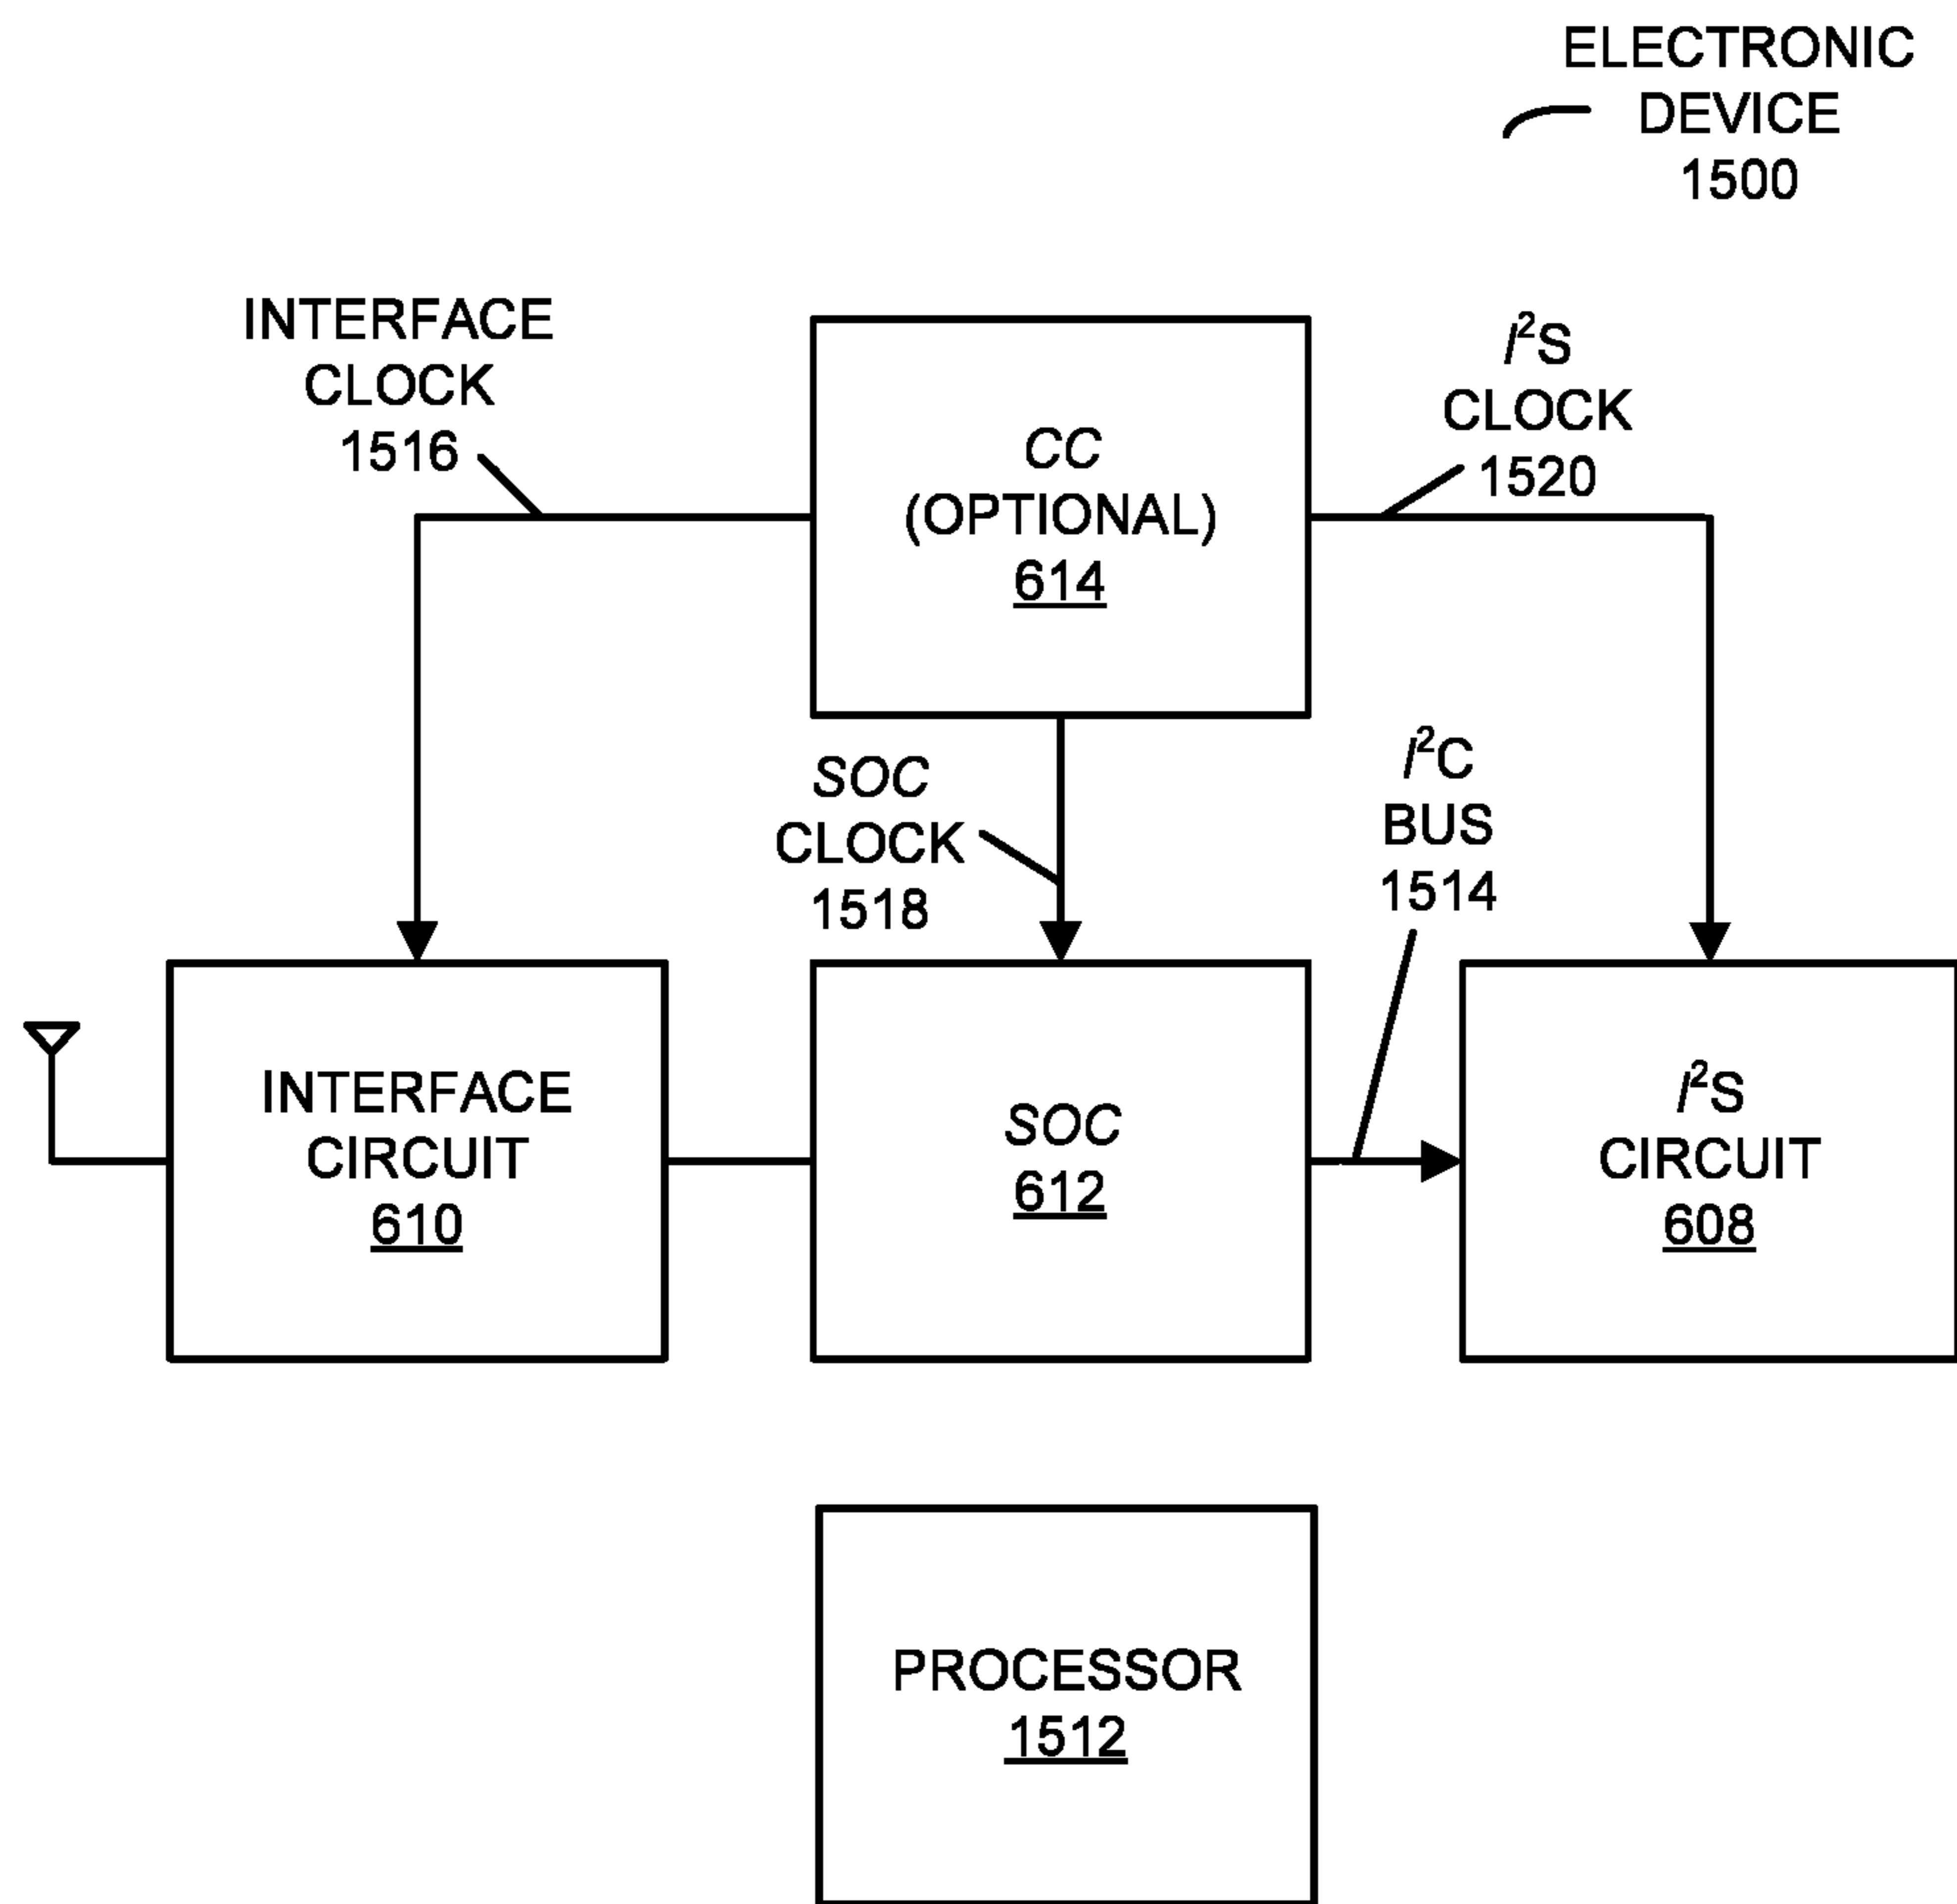 ELECTRONIC
DEVICE
1500
INTERFACE
CLOCK
1516
CC
(OPTIONAL)
614
I²S
CLOCK
1520
SOC
CLOCK
1518
I²C
BUS
1514
INTERFACE
CIRCUIT
610
SOC
612
I²S
CIRCUIT
608
PROCESSOR
1512